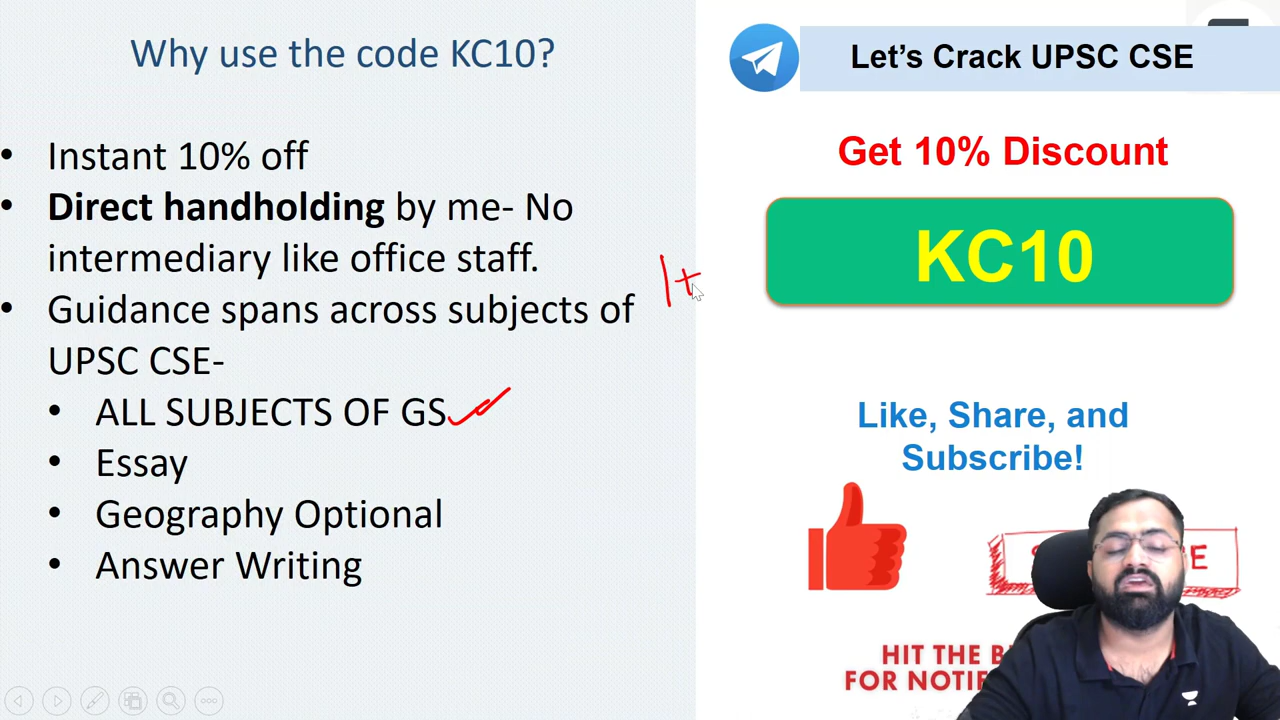 Why use the code KC10?
• Instant 10% off
• Direct handholding by me- No
intermediary like office staff.
• Guidance spans across subjects of
UPSC CSE-
• ALL SUBJECTS OF GS
• Essay
• Geography Optional
• Answer Writing
Let's Crack UPSC CSE
Get 10% Discount
KC10
Like, Share, and
Subscribe!
HIT THE
FOR